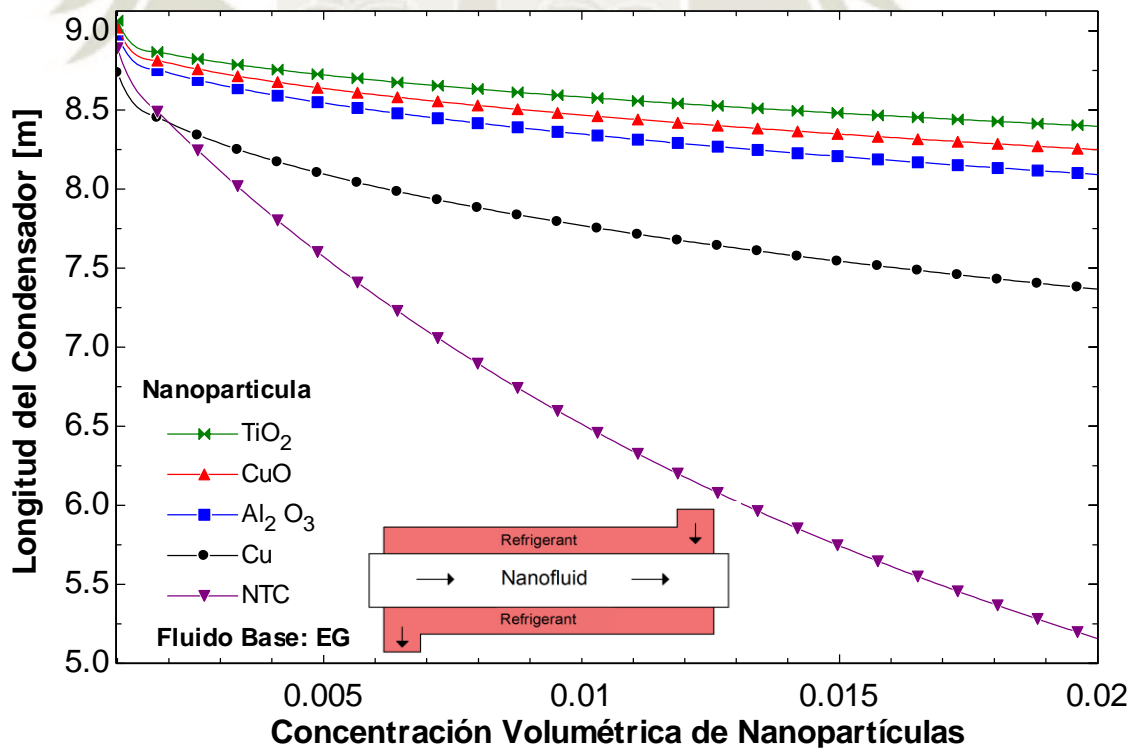 9.0
8.5
8.0
7.5
7.0
6.5
6.0
5.5
5.0
Longitud del Condensador [m]
Nanoparticula
TiO2
CuO
Al2 O3
Cu
NTC
Fluido Base: EG
Refrigerant
Nanofluid
Refrigerant
0.005 0.01 0.015 0.02
Concentración Volumétrica de Nanopartículas